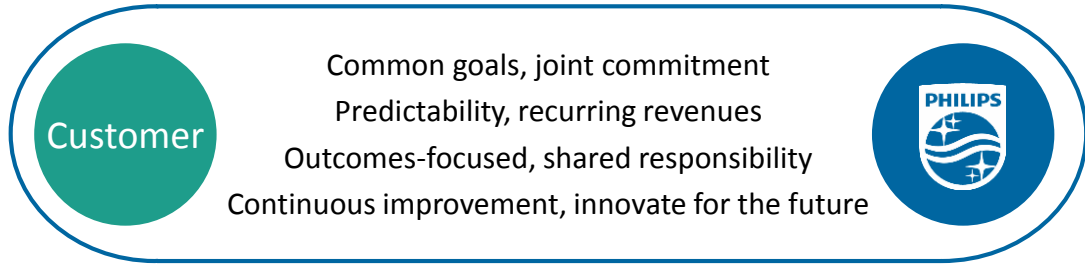 Customer
Common goals, joint commitment
Predictability, recurring revenues
Outcomes-focused, shared responsibility
Continuous improvement, innovate for the future
PHILIPS